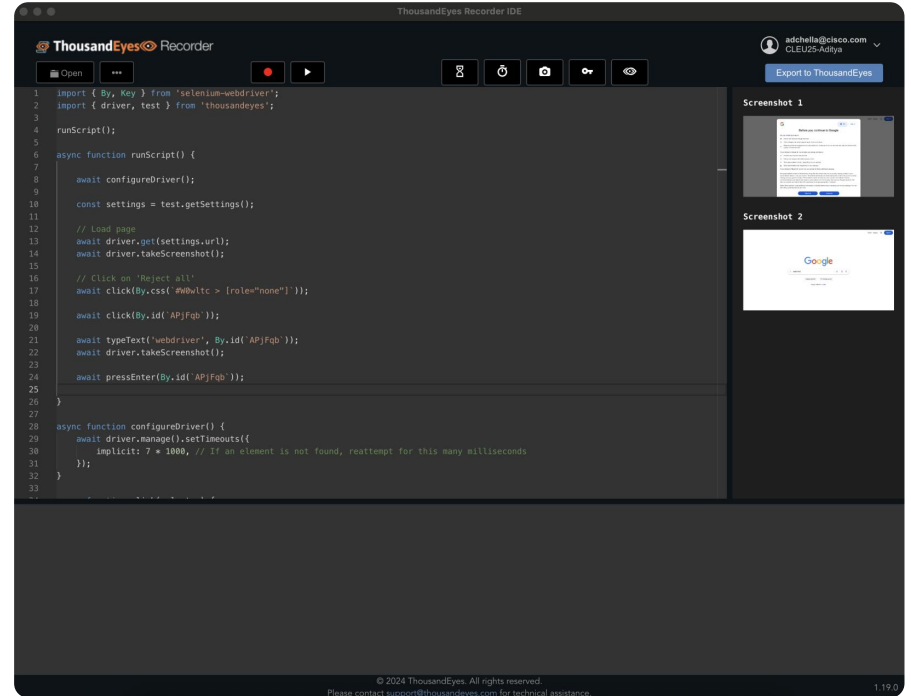 ThousandEyes Recorder IDE
ThousandEyes Recorder
adchella@cisco.com
CLEU25-Aditya
Open
Export to ThousandEyes
1 import { By, Key } from 'selenium-webdriver';
2 import { driver, test } from 'thousandeyes';
3
4 runScript();
5
6 async function runScript() {
7
8 await configureDriver();
9
10 const settings = test.getSettings();
11
12 // Load page
13 await driver.get(settings.url);
14 await driver.takeScreenshot();
15
16 // Click on 'Reject all'
17 await click(By.css(`#W0wltc > [role="none"]`));
18
19 await click(By.id(`APjFqb`));
20
21 await typeText('webdriver', By.id(`APjFqb`));
22 await driver.takeScreenshot();
23
24 await pressEnter(By.id(`APjFqb`));
25
26 }
27
28 async function configureDriver() {
29 await driver.manage().setTimeouts({
30 implicit: 7 * 1000, // If an element is not found, reattempt for this many milliseconds
31 });
32 }
33
Screenshot 1
Before you continue to Google
Screenshot 2
Google
© 2024 ThousandEyes. All rights reserved.
Please contact support@thousandeyes.com for technical assistance.
1.19.0